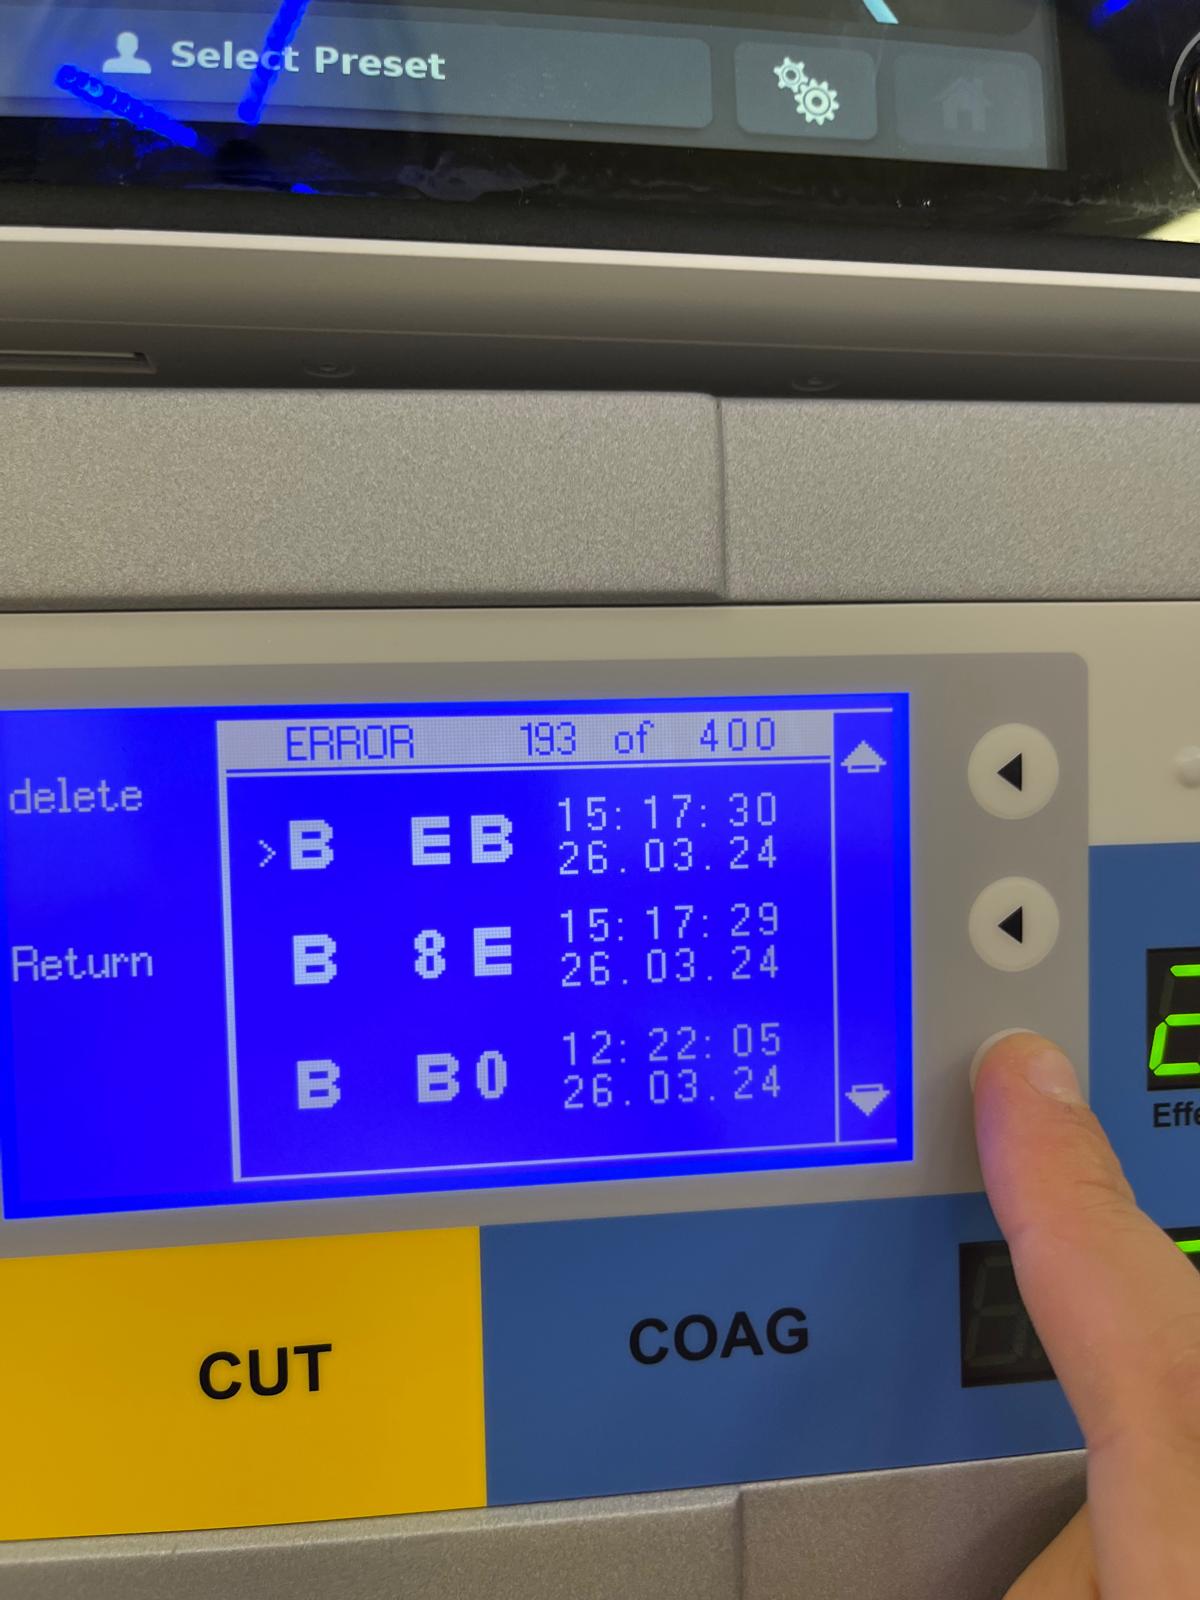 Select Preset
ERROR 193 of 400
delete
>B EB 15:17:30
26.03.24
Return
B 8E 15:17:29
26.03.24
B B0 12:22:05
26.03.24
CUT
COAG